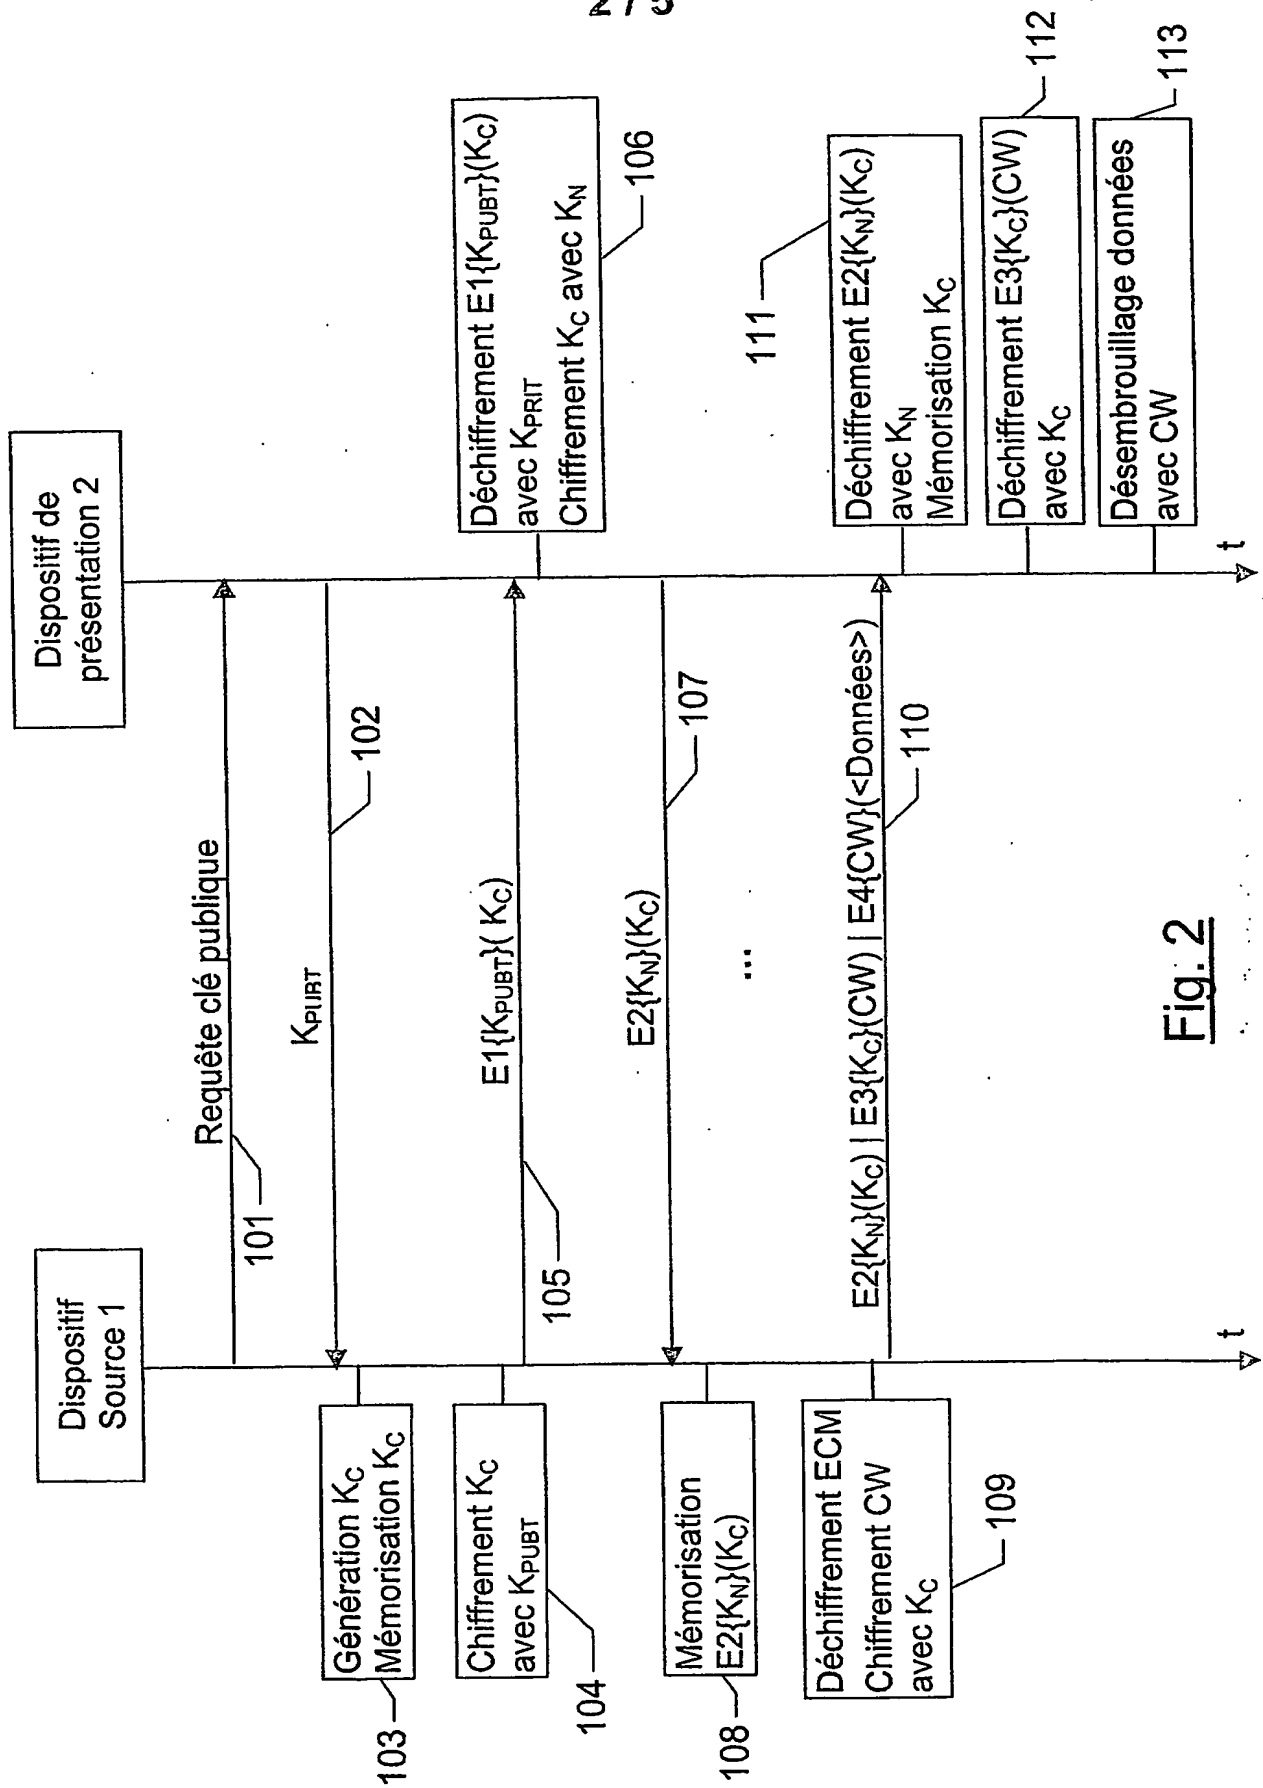 2/5
Dispositif
Source 1
Dispositif de
présentation 2
Requête clé publique
101
KPUBT
102
Génération KC
Mémorisation KC
103
Chiffrement KC
avec KPUBT
104
E1{KPUBT}( KC)
105
Déchiffrement E1{KPUBT}(KC)
avec KPRIT
Chiffrement KC avec KN
106
E2{KN}(KC)
107
Mémorisation
E2{KN}(KC)
108
...
Déchiffrement ECM
Chiffrement CW
avec KC
109
E2{KN}(KC) | E3{KC}(CW) | E4{CW}(<Données>)
110
111
Déchiffrement E2{KN}(KC)
avec KN
Mémorisation KC
Déchiffrement E3{KC}(CW)
avec KC
112
Désembrouillage données
avec CW
113
t
t
Fig. 2